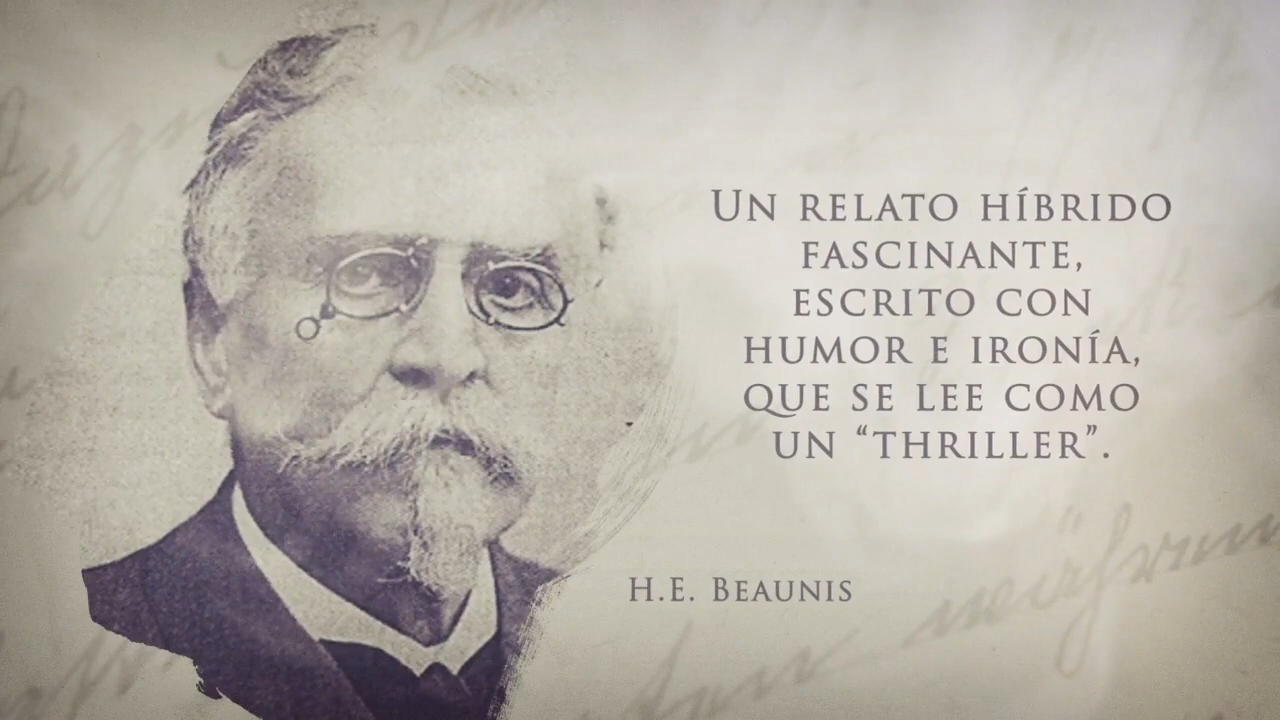 UN RELATO HÍBRIDO
FASCINANTE,
ESCRITO CON
HUMOR E IRONÍA,
QUE SE LEE COMO
UN “THRILLER”.
H.E. BEAUNIS